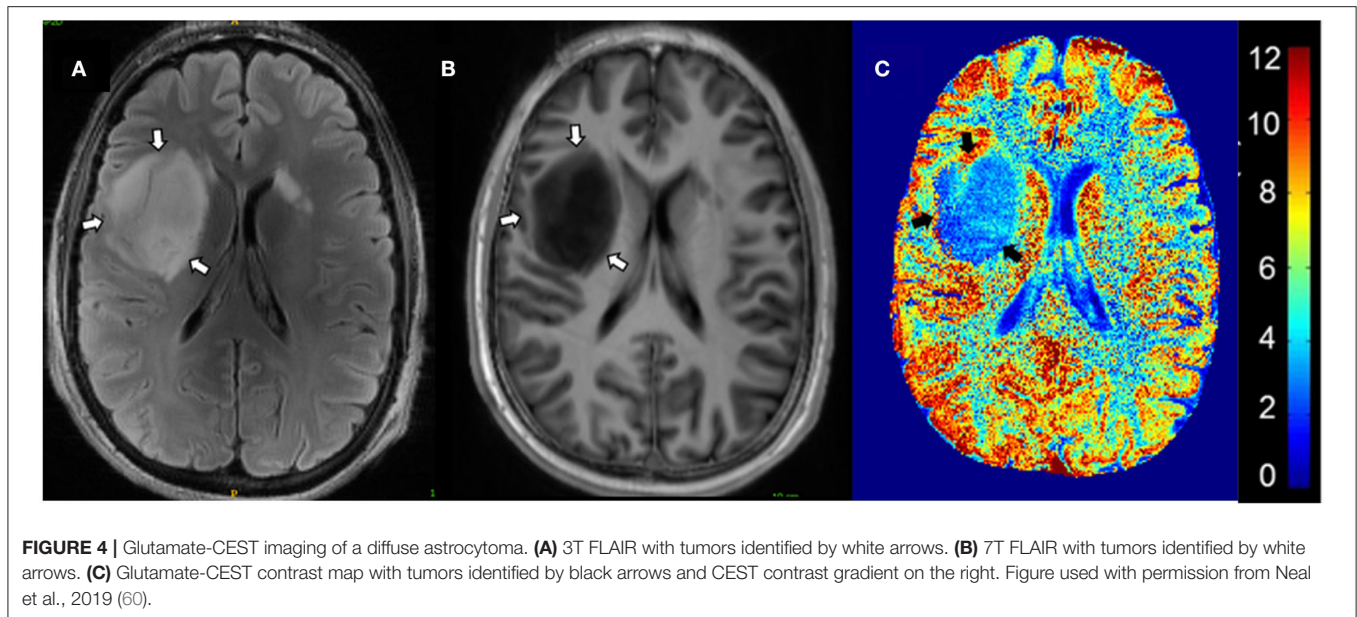 A
A
B
C
12
10
8
6
4
2
0
P
1
10 cm
FIGURE 4 | Glutamate-CEST imaging of a diffuse astrocytoma. (A) 3T FLAIR with tumors identified by white arrows. (B) 7T FLAIR with tumors identified by white
arrows. (C) Glutamate-CEST contrast map with tumors identified by black arrows and CEST contrast gradient on the right. Figure used with permission from Neal
et al., 2019 (60).